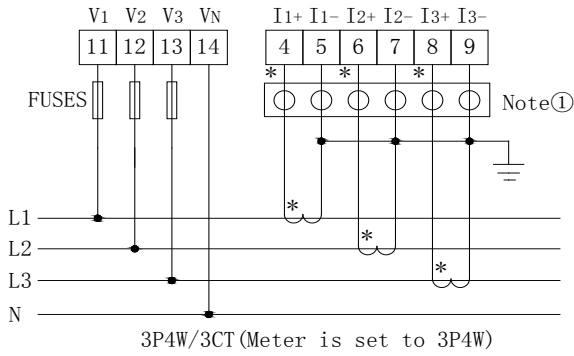 V1 V2 V3 VN I1+ I1- I2+ I2- I3+ I3-
11 12 13 14 4 5 6 7 8 9
* * *
FUSES Note①
L1 *
L2 *
L3 *
N
3P4W/3CT(Meter is set to 3P4W)